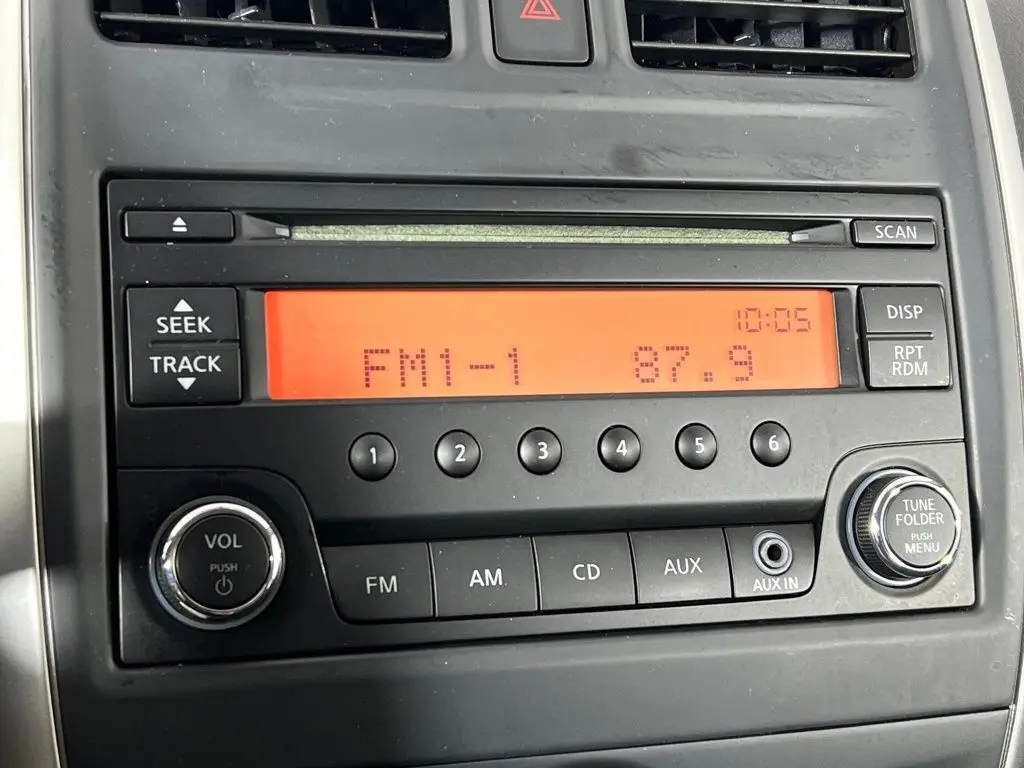 SCAN
SEEK
TRACK
10:05
FM1-1 87.9
DISP
RPT
RDM
1 2 3 4 5 6
VOL
PUSH
FM AM CD AUX
AUX IN
TUNE
FOLDER
PUSH
MENU